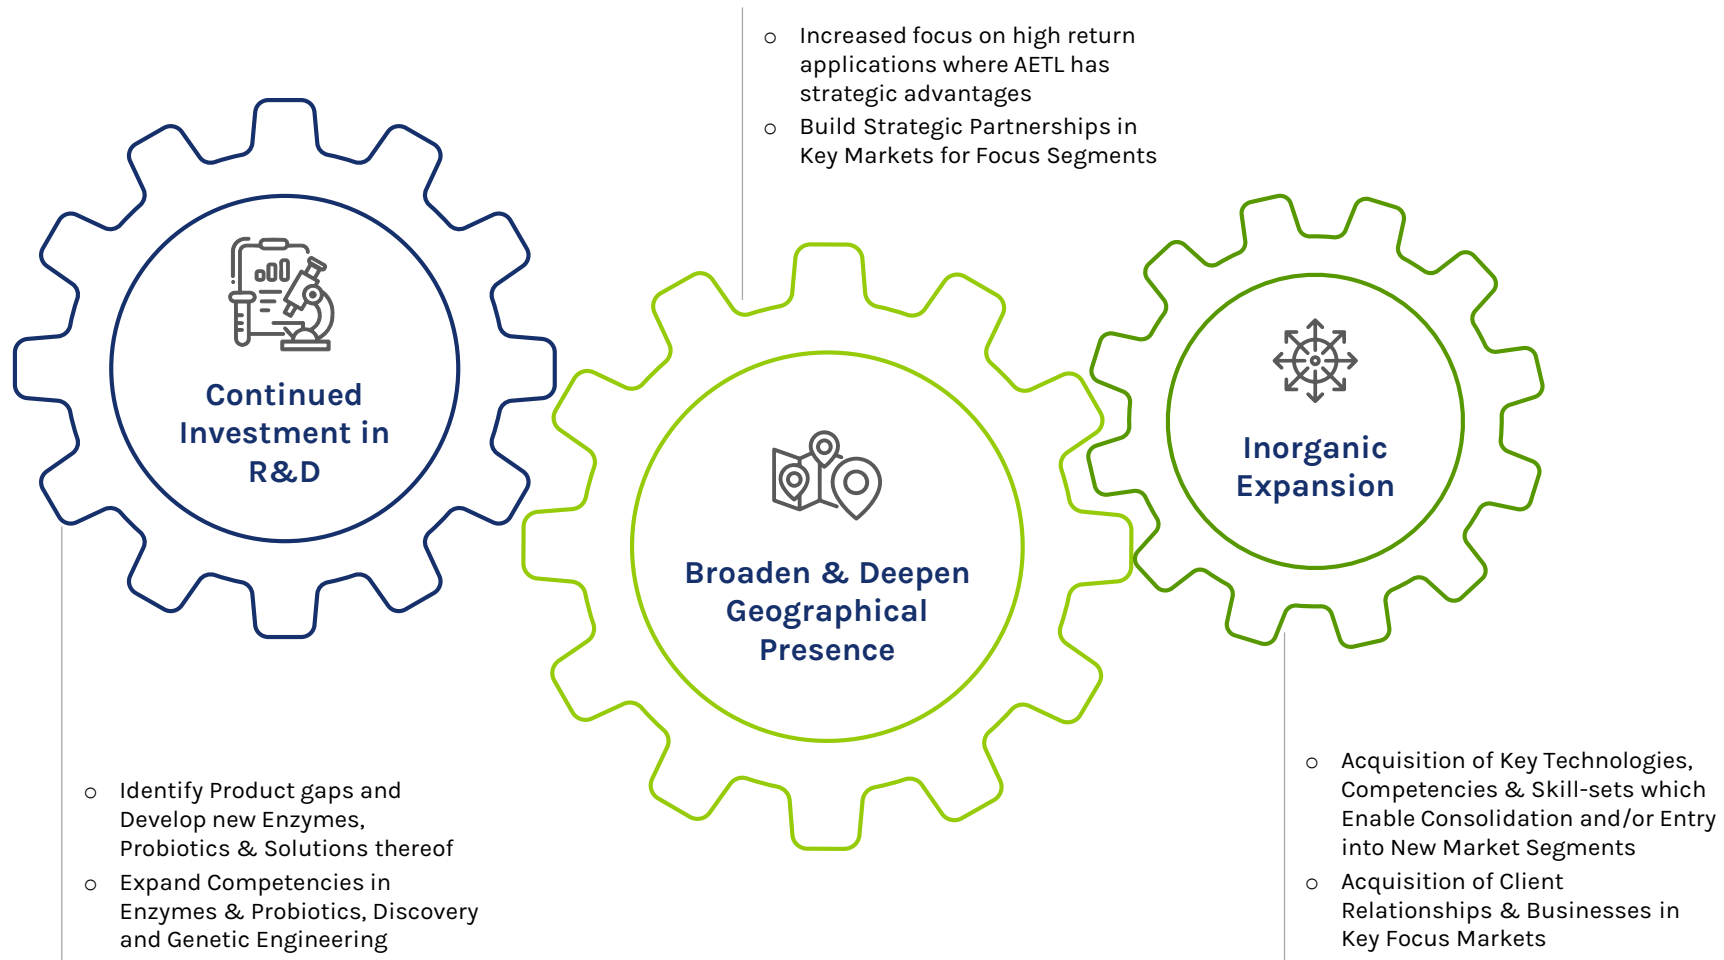 Increased focus on high return
applications where AETL has
strategic advantages
Build Strategic Partnerships in
Key Markets for Focus Segments
Continued
Investment in
R&D
Broaden & Deepen
Geographical
Presence
Inorganic
Expansion
Identify Product gaps and
Develop new Enzymes,
Probiotics & Solutions thereof
Expand Competencies in
Enzymes & Probiotics, Discovery
and Genetic Engineering
Acquisition of Key Technologies,
Competencies & Skill-sets which
Enable Consolidation and/or Entry
into New Market Segments
Acquisition of Client
Relationships & Businesses in
Key Focus Markets